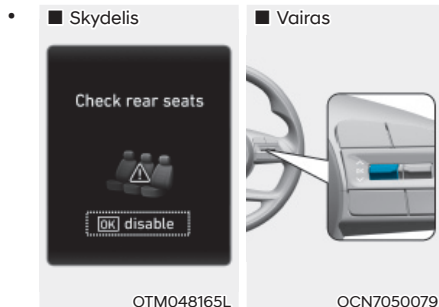 • ■ Skydelis
Check rear seats
OK disable
OTM048165L
■ Vairas
OCN7050079